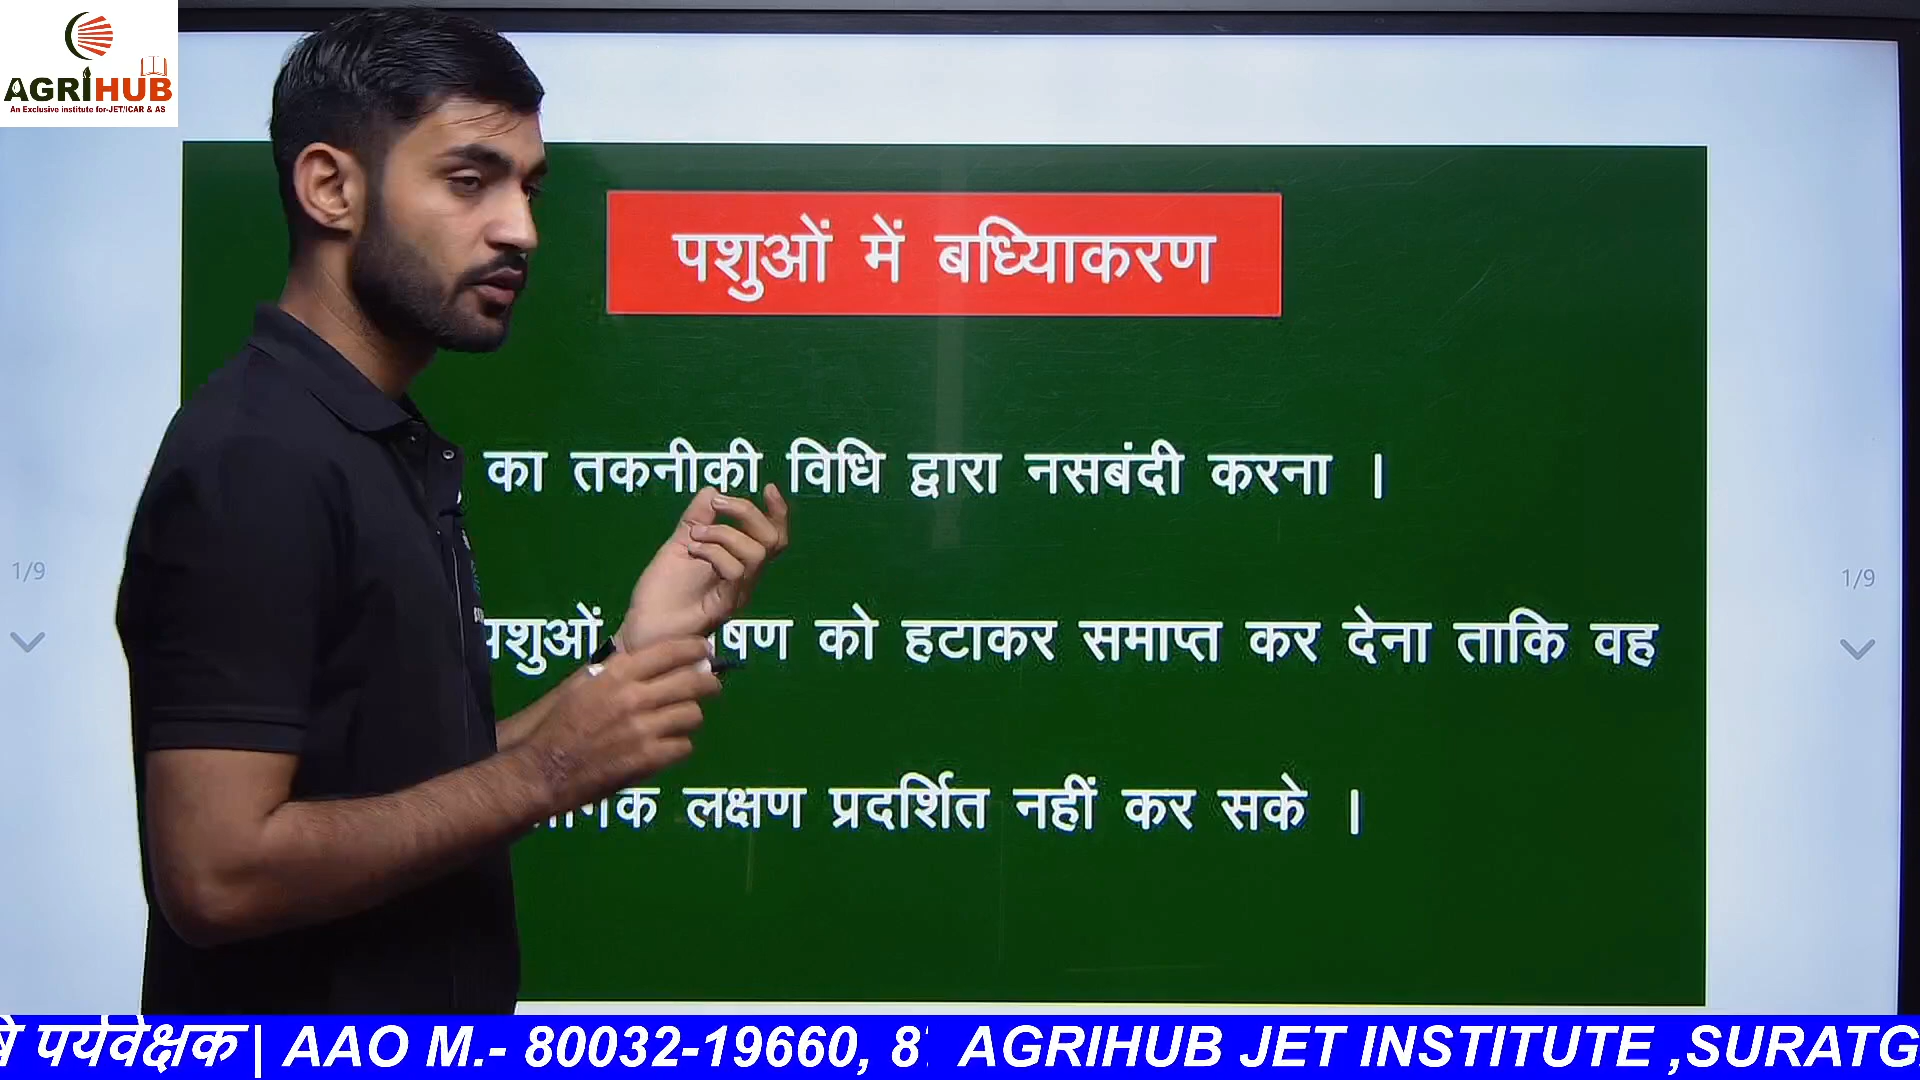 AGRIHUB
An Exclusive institute for-JET/ICAR & AS
पशुओं में बध्यिाकरण
का तकनीकी विधि द्वारा नसबंदी करना ।
1/9
1/9
पशुओं को हटाकर समाप्त कर देना ताकि वह
लक्षण प्रदर्शित नहीं कर सके ।
पर्यवेक्षक | AAO M.- 80032-19660, 8
AGRIHUB JET INSTITUTE ,SURATG